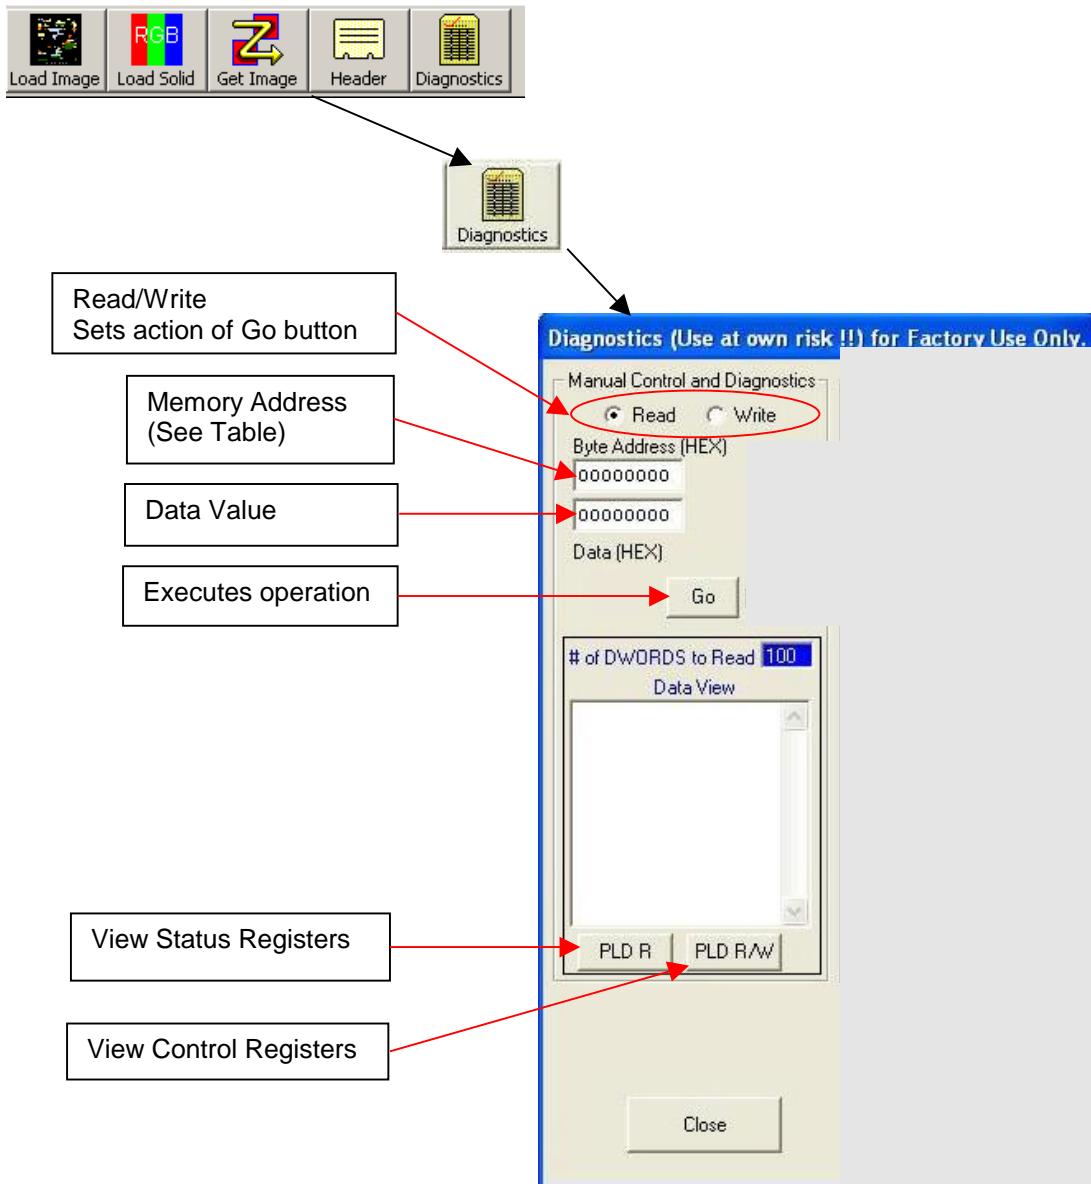 RGB
Load Image Load Solid Get Image Header Diagnostics
Diagnostics
Read/Write
Sets action of Go button
Diagnostics (Use at own risk !!) for Factory Use Only.
Manual Control and Diagnostics
Read Write
Memory Address
(See Table)
Byte Address (HEX)
00000000
Data Value
00000000
Data (HEX)
Executes operation
Go
# of DWORDS to Read 100
Data View
View Status Registers
PLD R PLD R/W
View Control Registers
Close